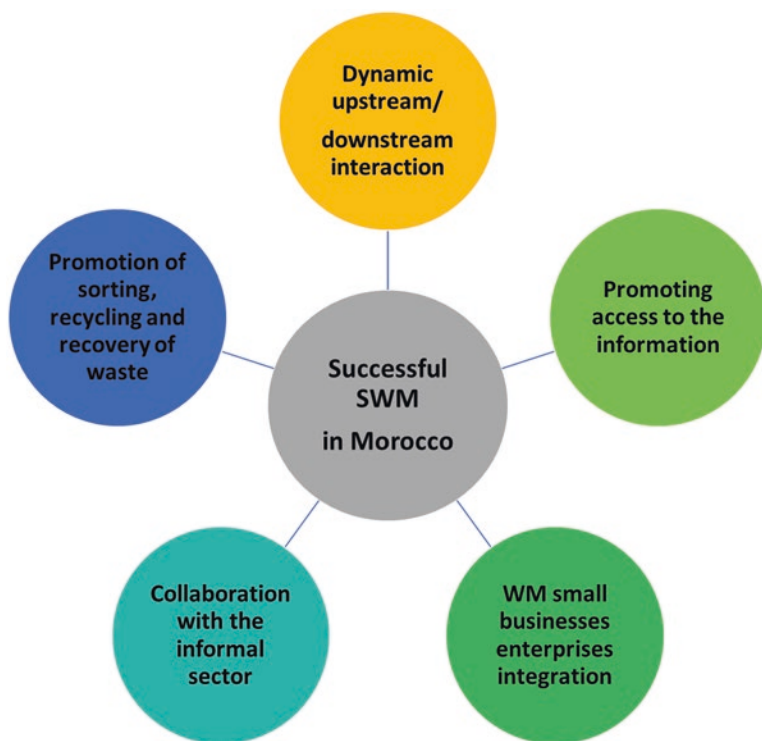 Dynamic
upstream/
downstream
interaction
Promotion of
sorting,
recycling and
recovery of
waste
Promoting
access to the
information
Successful
SWM
in Morocco
Collaboration
with the
informal
sector
WM small
businesses
enterprises
integration